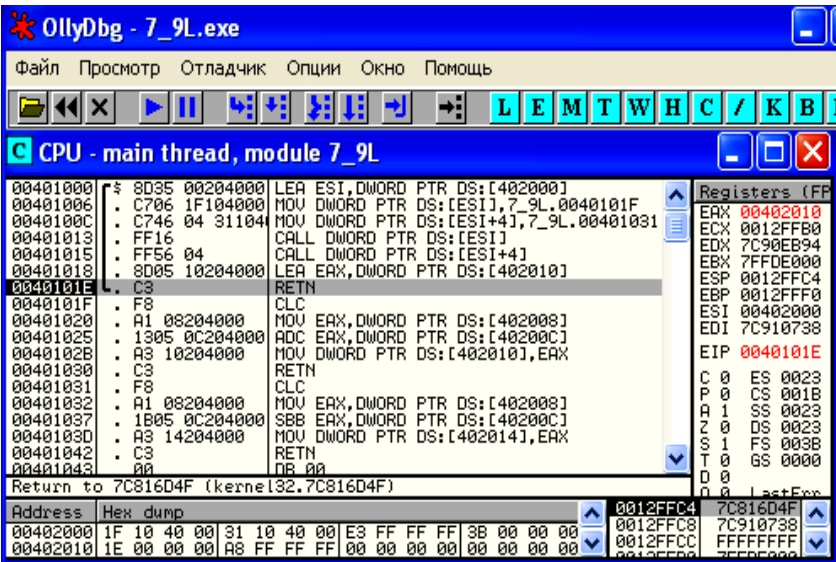 OllyDbg - 7_9L.exe
Файл Просмотр Отладчик Опции Окно Помощь
L E M T W H C / K B
C CPU - main thread, module 7_9L
00401000 $ 8D35 00204000 LEA ESI,DWORD PTR DS:[402000]
00401006 . C706 1F104000 MOV DWORD PTR DS:[ESI],7_9L.0040101F
0040100C . C746 04 311040 MOV DWORD PTR DS:[ESI+4],7_9L.00401031
00401013 . FF16 CALL DWORD PTR DS:[ESI]
00401015 . FF56 04 CALL DWORD PTR DS:[ESI+4]
00401018 . 8D05 10204000 LEA EAX,DWORD PTR DS:[402010]
0040101E . C3 RETN
0040101F . F8 CLC
00401020 . A1 08204000 MOV EAX,DWORD PTR DS:[402008]
00401025 . 1305 0C204000 ADC EAX,DWORD PTR DS:[40200C]
0040102B . A3 10204000 MOV DWORD PTR DS:[402010],EAX
00401030 . C3 RETN
00401031 . F8 CLC
00401032 . A1 08204000 MOV EAX,DWORD PTR DS:[402008]
00401037 . 1B05 0C204000 SBB EAX,DWORD PTR DS:[40200C]
0040103D . A3 14204000 MOV DWORD PTR DS:[402014],EAX
00401042 . C3 RETN
00401043 00 DB 00
Return to 7C816D4F (kernel32.7C816D4F)
Registers (FP
EAX 00402010
ECX 0012FFB0
EDX 7C90EB94
EBX 7FFDE000
ESP 0012FFC4
EBP 0012FFF0
ESI 00402000
EDI 7C910738
EIP 0040101E
C 0 ES 0023
P 0 CS 001B
A 1 SS 0023
Z 0 DS 0023
S 1 FS 003B
T 0 GS 0000
D 0
O 0 LastErr
Address Hex dump
00402000 1F 10 40 00 31 10 40 00 E3 FF FF FF 3B 00 00 00
00402010 1E 00 00 00 A8 FF FF FF 00 00 00 00 00 00 00 00
0012FFC4 7C816D4F
0012FFC8 7C910738
0012FFCC FFFFFFFF
0012FFD0 7FFDE000